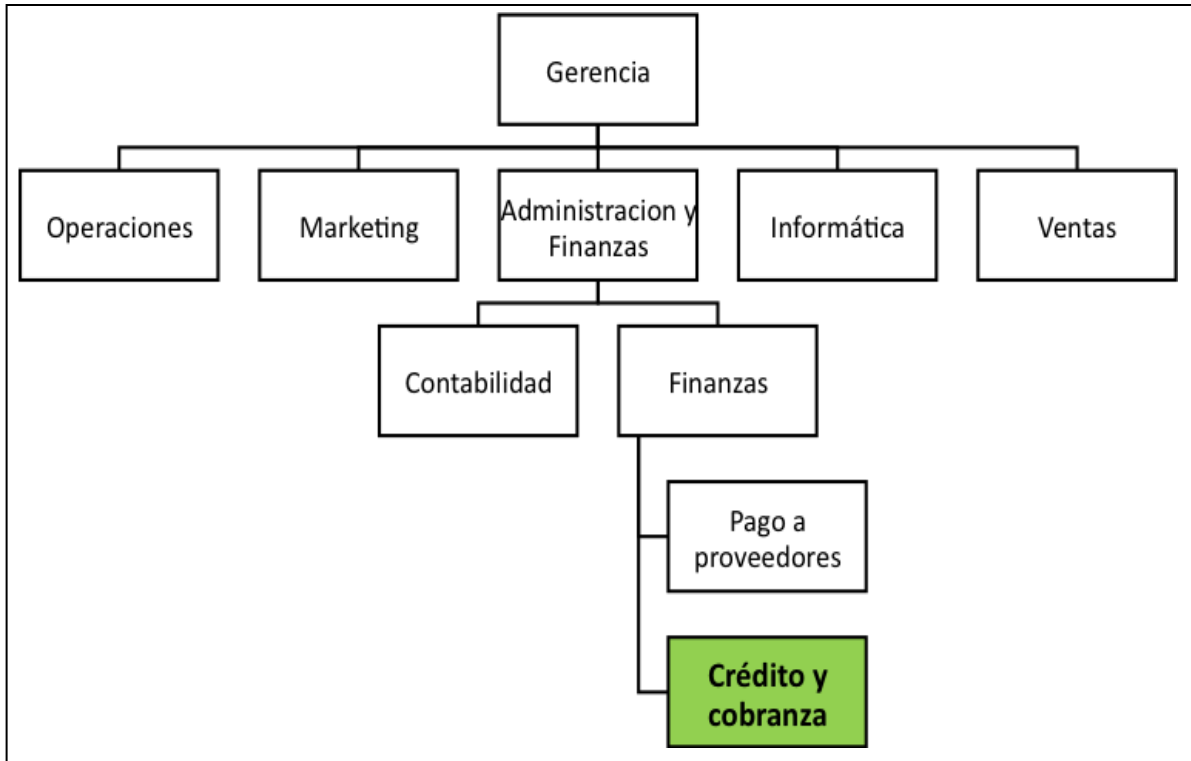 Gerencia
Operaciones
Marketing
Administracion y
Finanzas
Informática
Ventas
Contabilidad
Finanzas
Pago a
proveedores
Crédito y
cobranza